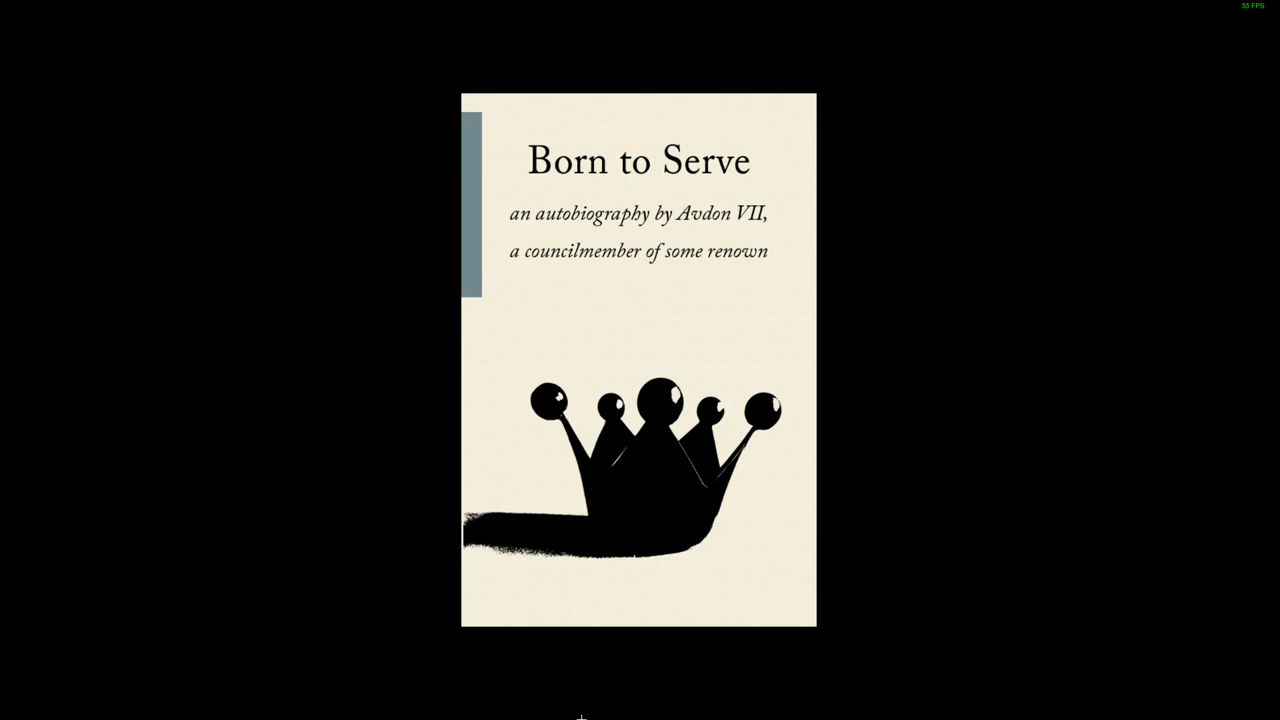 55 FPS
Born to Serve
an autobiography by Avdon VII,
a councilmember of some renown